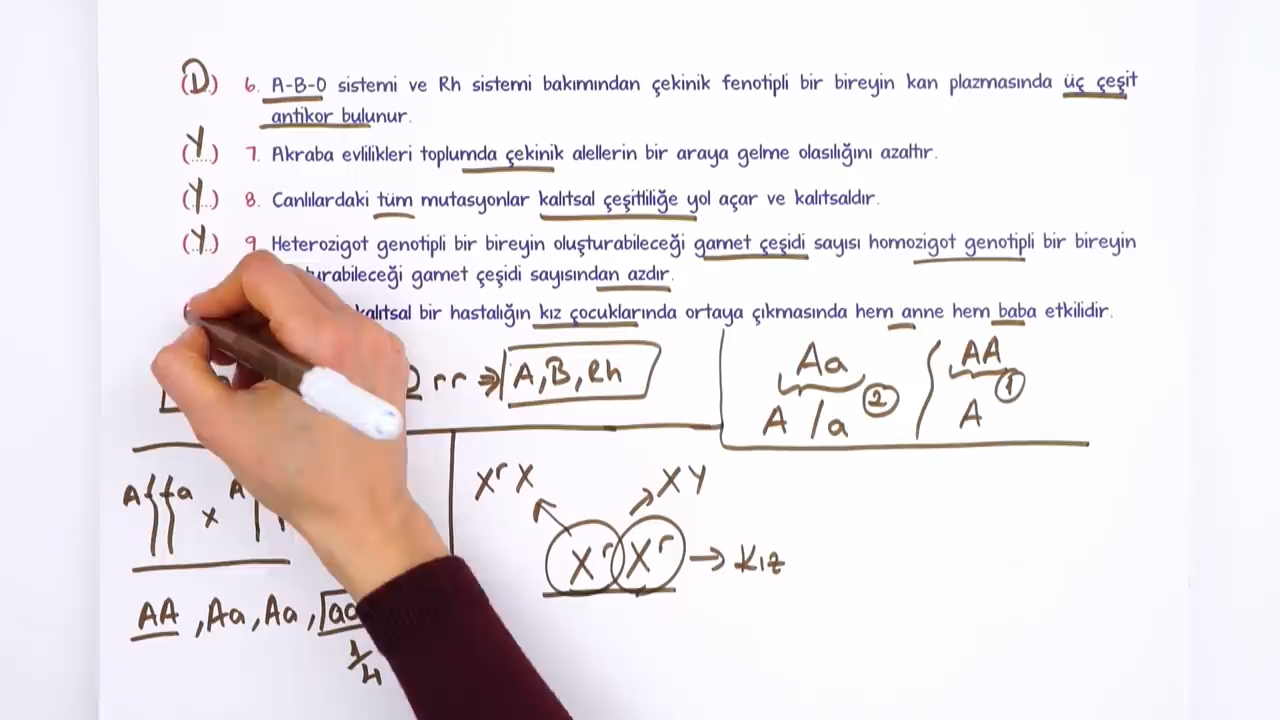 (D) 6. A-B-0 sistemi ve Rh sistemi bakımından çekinik fenotipli bir bireyin kan plazmasında üç çeşit
antikor bulunur.
(Y) 7. Akraba evlilikleri toplumda çekinik alellerin bir araya gelme olasılığını azaltır.
(Y) 8. Canlılardaki tüm mutasyonlar kalıtsal çeşitliliğe yol açar ve kalıtsaldır.
(Y) 9. Heterozigot genotipli bir bireyin oluşturabileceği gamet çeşidi sayısı homozigot genotipli bir bireyin
turabileceği gamet çeşidi sayısından azdır.
kalıtsal bir hastalığın kız çocuklarında ortaya çıkmasında hem anne hem baba etkilidir.
rr → A, B, Rh
Aa
A / a 2
AA
A 1
A a x A
AA, Aa, Aa,
1/4
XʳX XY
Xʳ Xʳ → Kız